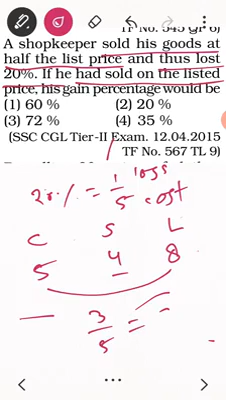 A shopkeeper sold his goods at
half the list price and thus lost
20%. If he had sold on the listed
price, his gain percentage would be
(1) 60 % (2) 20 %
(3) 72 % (4) 35 %
(SSC CGL Tier-II Exam. 12.04.2015
TF No. 567 TL 9)
20% = 1/5 loss cost
C S L
5 4 8
3/5 =